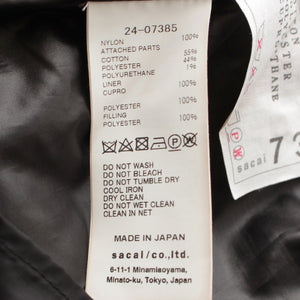 24-07385
NYLON 100%
ATTACHED PARTS
COTTON 55%
POLYESTER 44%
POLYURETHANE 1%
LINER
CUPRO 100%
POLYESTER 100%
FILLING
POLYESTER 100%
DO NOT WASH
DO NOT BLEACH
DO NOT TUMBLE DRY
COOL IRON
DRY CLEAN
DO NOT WET CLEAN
CLEAN IN NET
MADE IN JAPAN
sacai/co.,ltd.
6-11-1 Minamiaoyama,
Minato-ku, Tokyo, Japan
POLYESTER
CUPRO
ETHANE
sacai
73